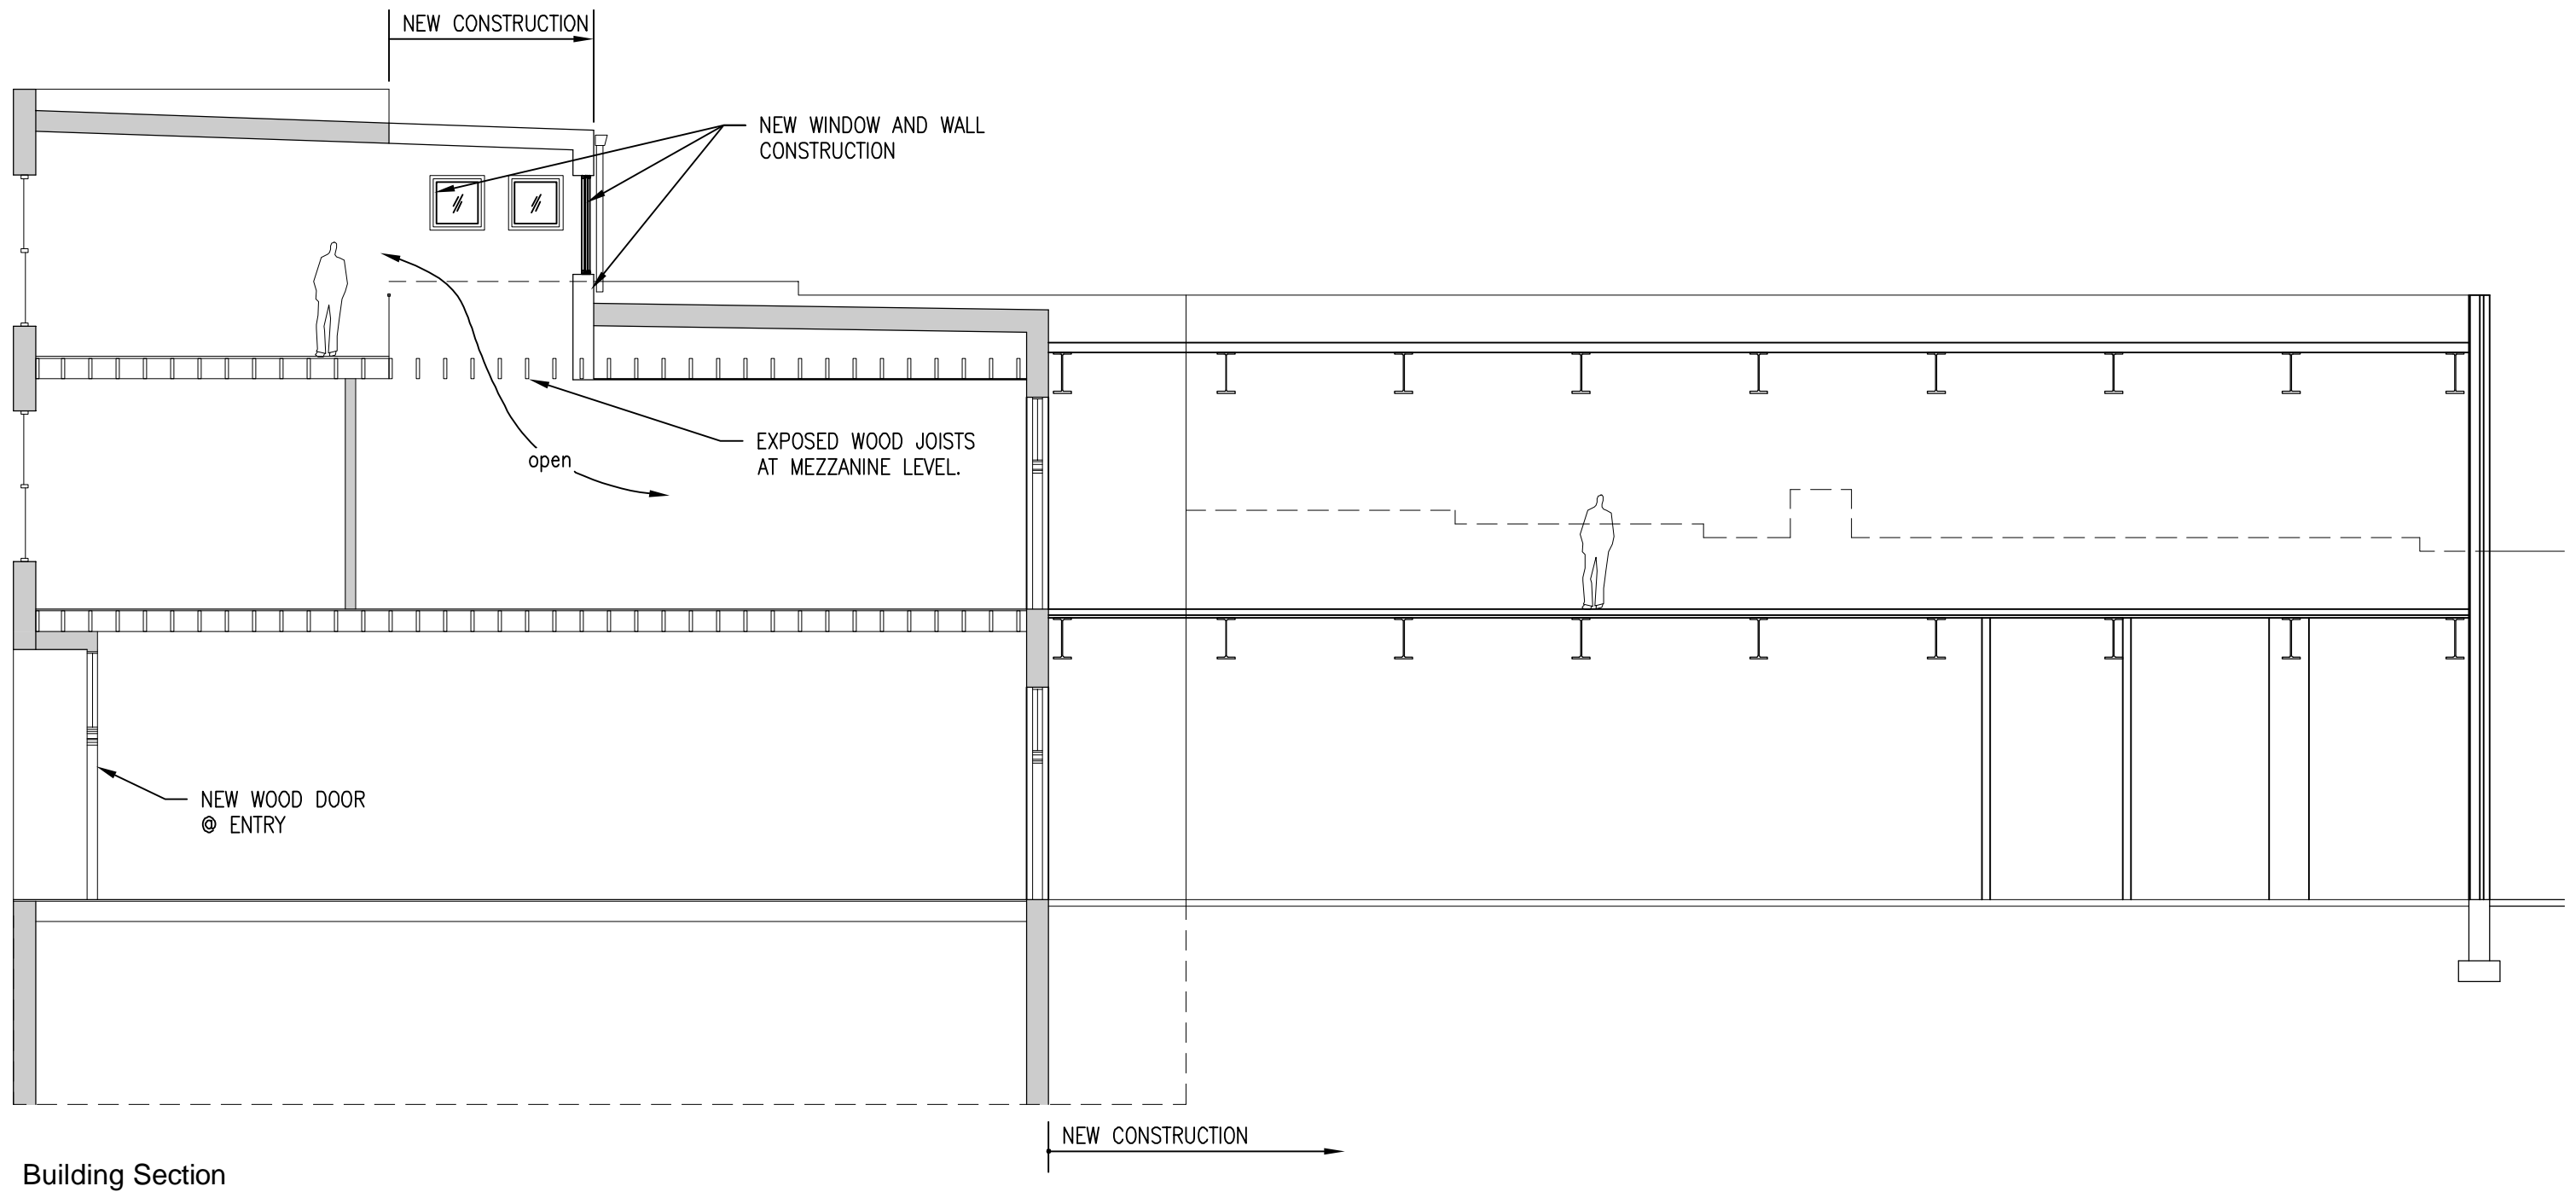 NEW CONSTRUCTION
NEW WINDOW AND WALL
CONSTRUCTION
open
EXPOSED WOOD JOISTS
AT MEZZANINE LEVEL.
NEW WOOD DOOR
@ ENTRY
NEW CONSTRUCTION
Building Section